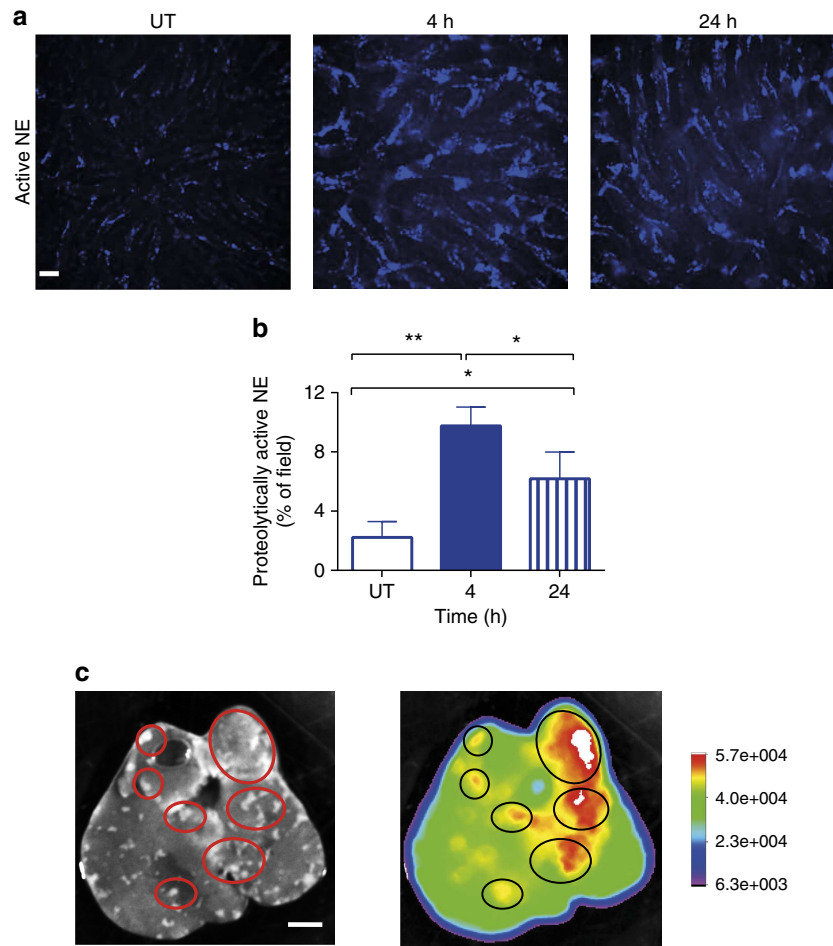 a
UT
4 h
24 h
Active NE
b
**
*
*
Proteolytically active NE
(% of field)
12
8
4
0
UT
4
24
Time (h)
c
5.7e+004
4.0e+004
2.3e+004
6.3e+003